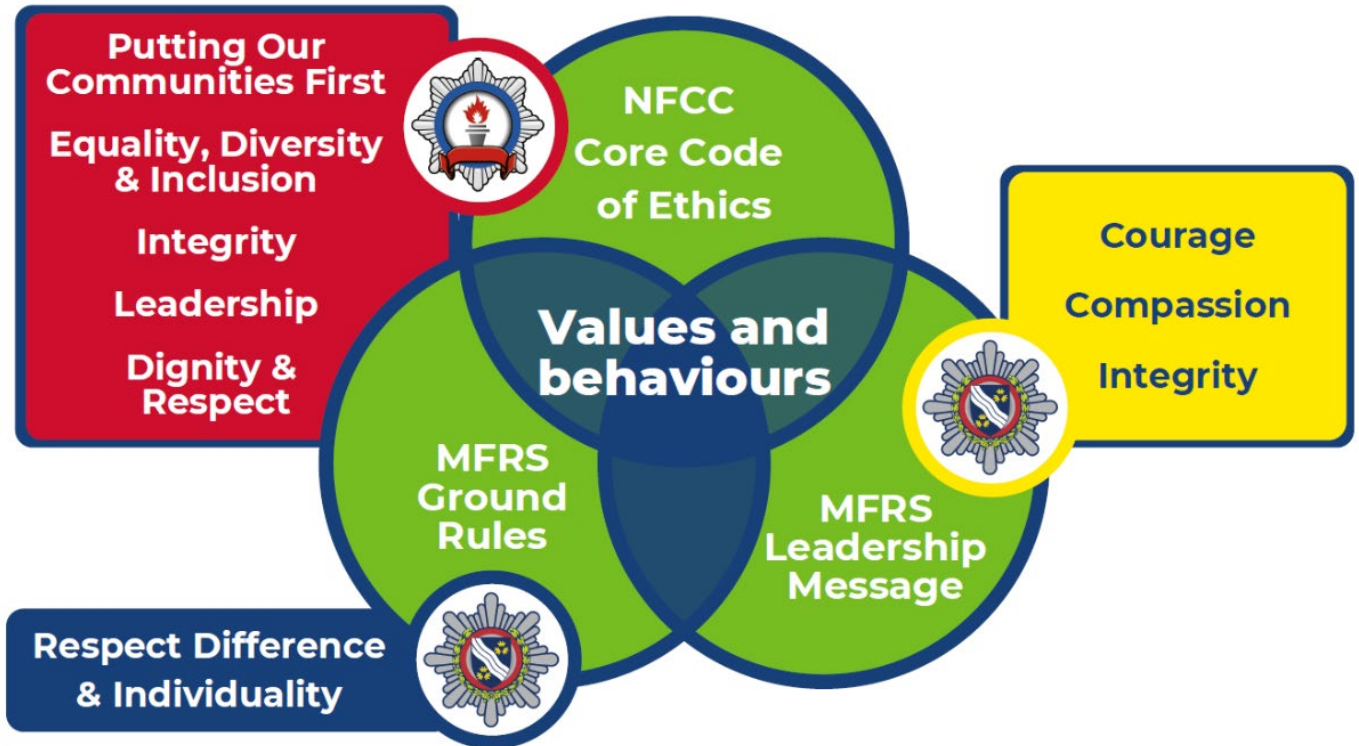 Putting Our
Communities First
Equality, Diversity
& Inclusion
Integrity
Leadership
Dignity &
Respect
NFCC
Core Code
of Ethics
Courage
Compassion
Integrity
Values and
behaviours
MFRS
Ground
Rules
MFRS
Leadership
Message
Respect Difference
& Individuality